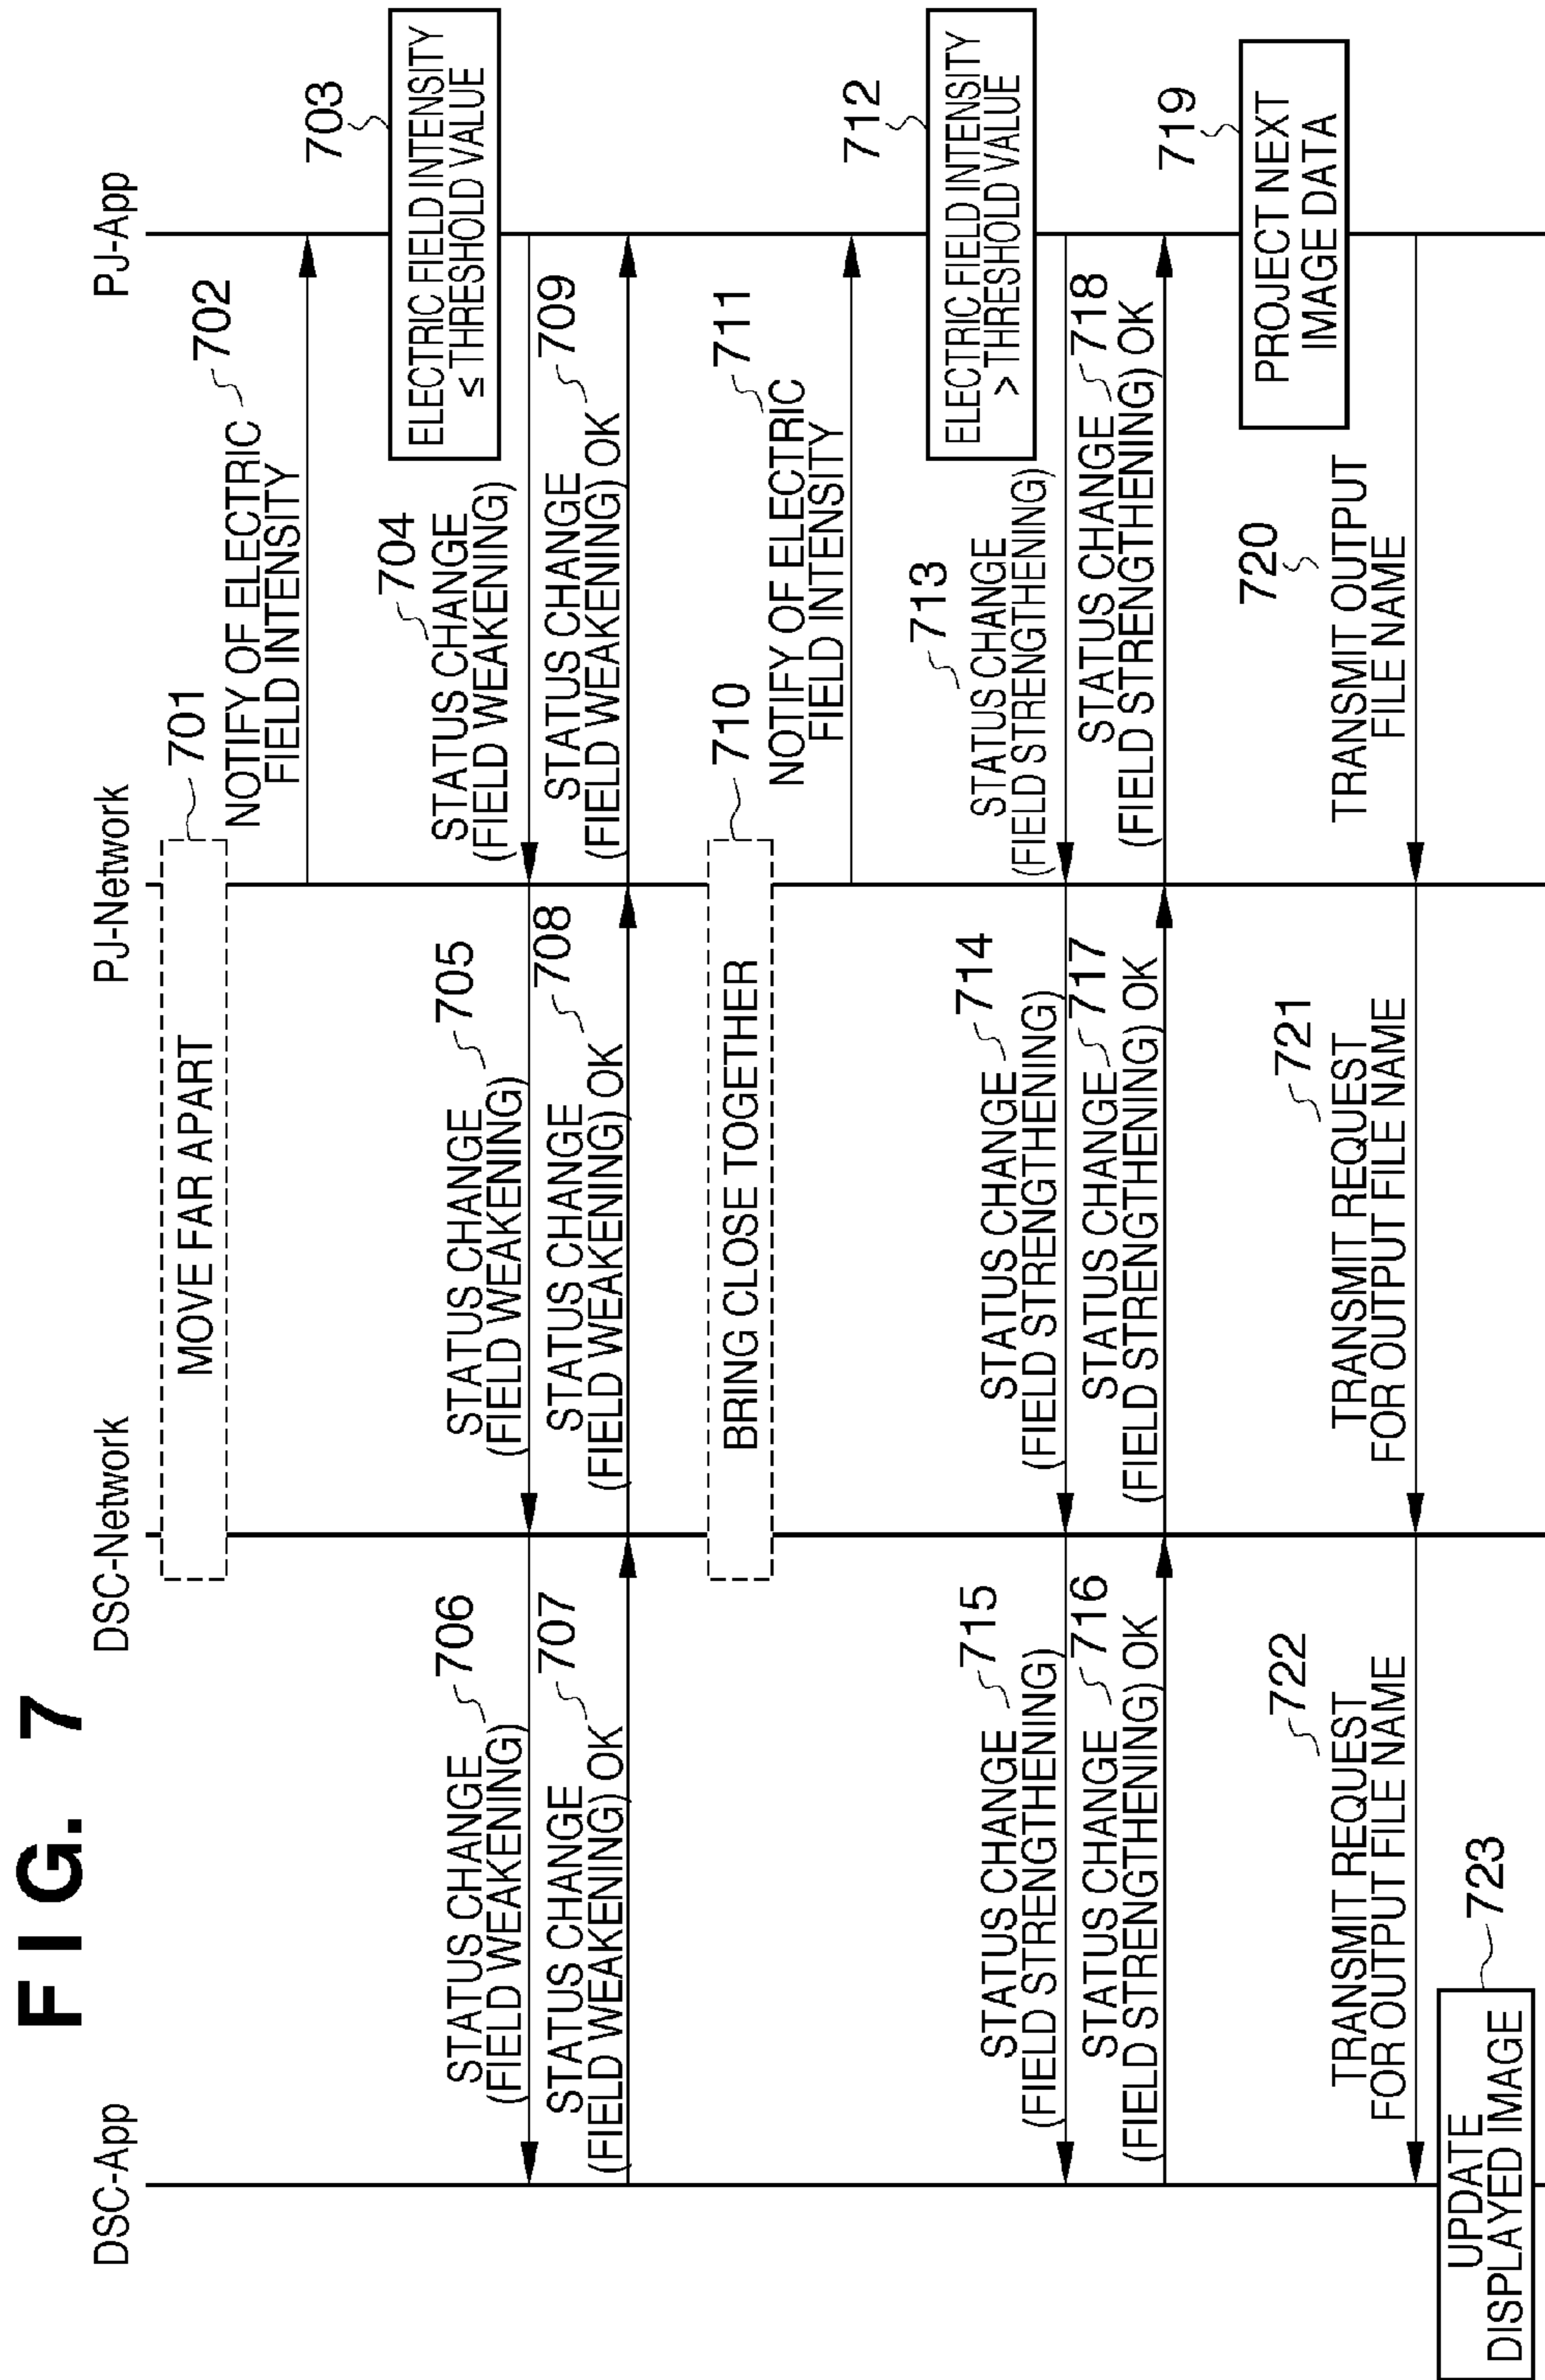 FIG. 7
DSC-App
DSC-Network
PJ-Network
PJ-App
MOVE FAR APART
701
NOTIFY OF ELECTRIC
FIELD INTENSITY
702
703
ELECTRIC FIELD INTENSITY
≤ THRESHOLD VALUE
704
STATUS CHANGE
(FIELD WEAKENING)
705
STATUS CHANGE
(FIELD WEAKENING)
706
STATUS CHANGE
(FIELD WEAKENING)
707
STATUS CHANGE
(FIELD WEAKENING) OK
708
STATUS CHANGE
(FIELD WEAKENING) OK
709
STATUS CHANGE
(FIELD WEAKENING) OK
BRING CLOSE TOGETHER
710
711
NOTIFY OF ELECTRIC
FIELD INTENSITY
712
ELECTRIC FIELD INTENSITY
> THRESHOLD VALUE
713
STATUS CHANGE
(FIELD STRENGTHENING)
714
STATUS CHANGE
(FIELD STRENGTHENING)
715
STATUS CHANGE
(FIELD STRENGTHENING)
716
STATUS CHANGE
(FIELD STRENGTHENING) OK
717
STATUS CHANGE
(FIELD STRENGTHENING) OK
718
STATUS CHANGE
(FIELD STRENGTHENING) OK
719
PROJECT NEXT
IMAGE DATA
720
TRANSMIT OUTPUT
FILE NAME
721
TRANSMIT REQUEST
FOR OUTPUT FILE NAME
722
TRANSMIT REQUEST
FOR OUTPUT FILE NAME
723
UPDATE
DISPLAYED IMAGE